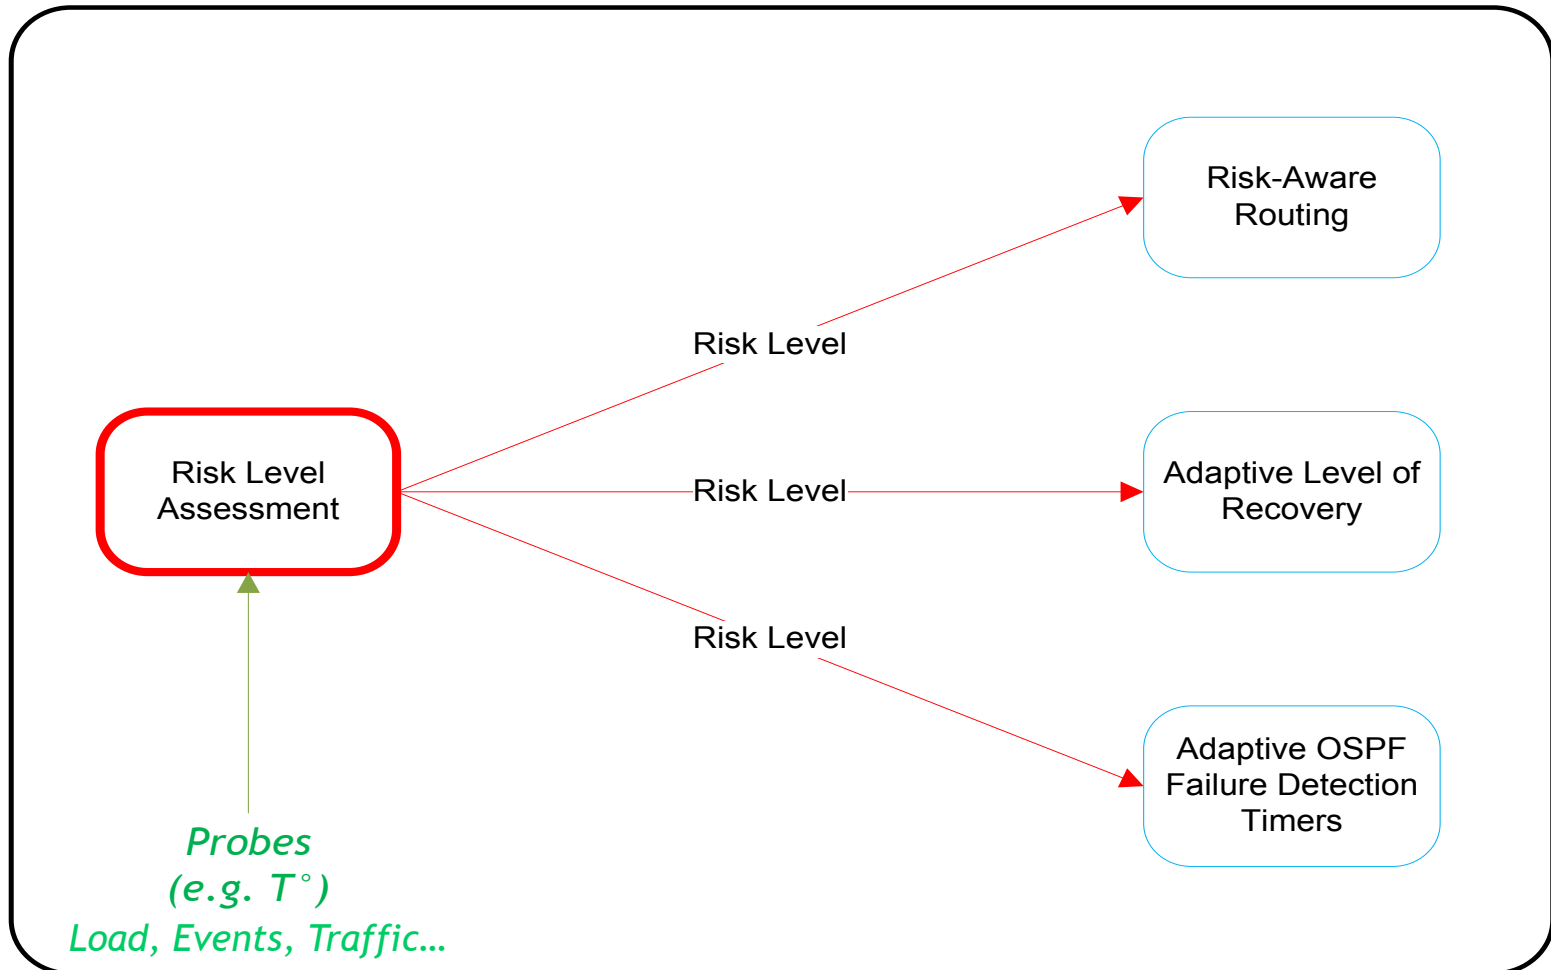 Risk-Aware
Routing
Risk Level
Risk Level
Assessment
Risk Level
Adaptive Level of
Recovery
Risk Level
Adaptive OSPF
Failure Detection
Timers
Probes
(e.g. T°)
Load, Events, Traffic…